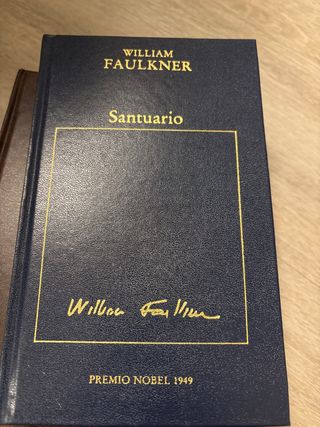 WILLIAM
FAULKNER
Santuario
William Faulkner
PREMIO NOBEL 1949